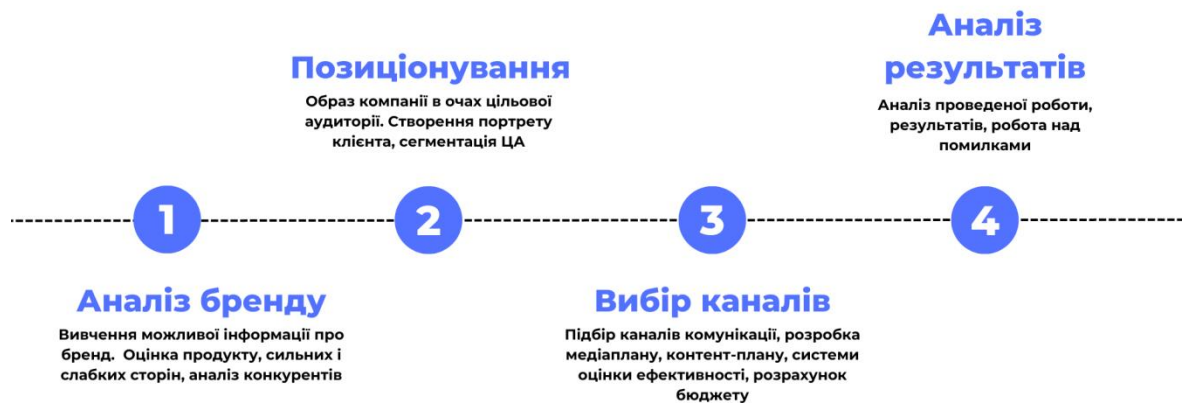 1
Аналіз бренду
Вивчення можливої інформації про
бренд. Оцінка продукту, сильних і
слабких сторін, аналіз конкурентів
Позиціонування
Образ компанії в очах цільової
аудиторії. Створення портрету
клієнта, сегментація ЦА
2
3
Вибір каналів
Підбір каналів комунікації, розробка
медіаплану, контент-плану, системи
оцінки ефективності, розрахунок
бюджету
Аналіз
результатів
Аналіз проведеної роботи,
результатів, робота над
помилками
4